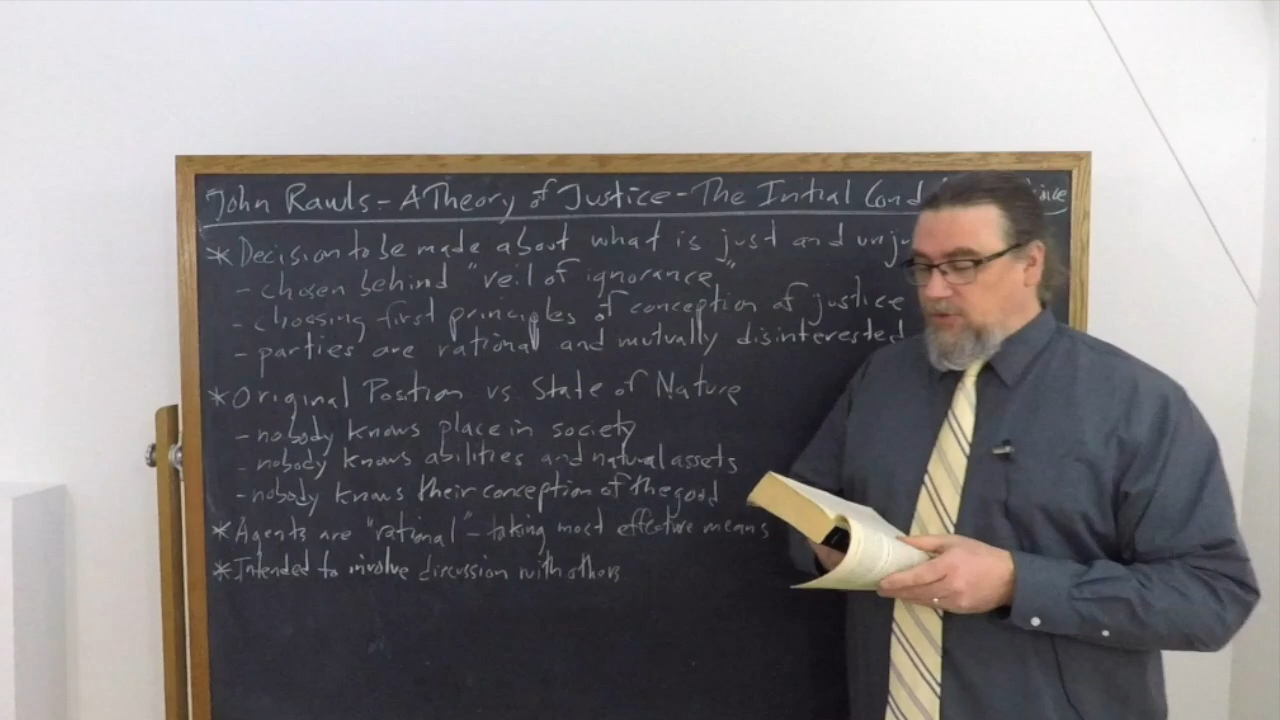 John Rawls - A Theory of Justice - The Initial Cond
* Decision to be made about what is just and unju
- chosen behind "veil of ignorance"
- choosing first principles of conception of justice
- parties are rational and mutually disinterested
* Original Position vs State of Nature
- nobody knows place in society
- nobody knows abilities and natural assets
- nobody knows their conception of the good
* Agents are "rational" - taking most effective means
* Intended to involve discussion with others